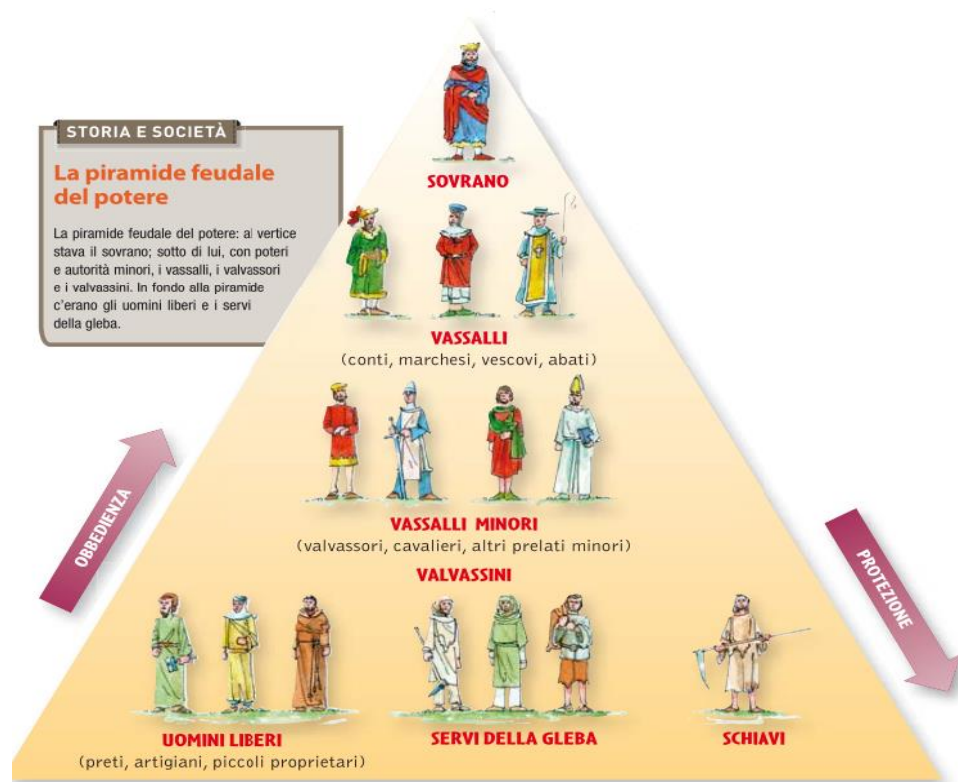 STORIA E SOCIETÀ
La piramide feudale
del potere
La piramide feudale del potere: al vertice
stava il sovrano; sotto di lui, con poteri
e autorità minori, i vassalli, i valvassori
e i valvassini. In fondo alla piramide
c'erano gli uomini liberi e i servi
della gleba.
SOVRANO
VASSALLI
(conti, marchesi, vescovi, abati)
VASSALLI MINORI
(valvassori, cavalieri, altri prelati minori)
VALVASSINI
OBBEDIENZA
PROTEZIONE
UOMINI LIBERI
(preti, artigiani, piccoli proprietari)
SERVI DELLA GLEBA
SCHIAVI